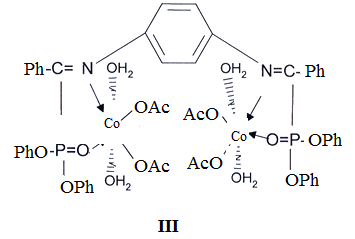 Ph-C=N OH₂ OH₂ N=C-Ph
OAc AcO
Co Co
PhO-P=O O=P-OPh
OAc AcO
OPh OH₂ OH₂ OPh
III